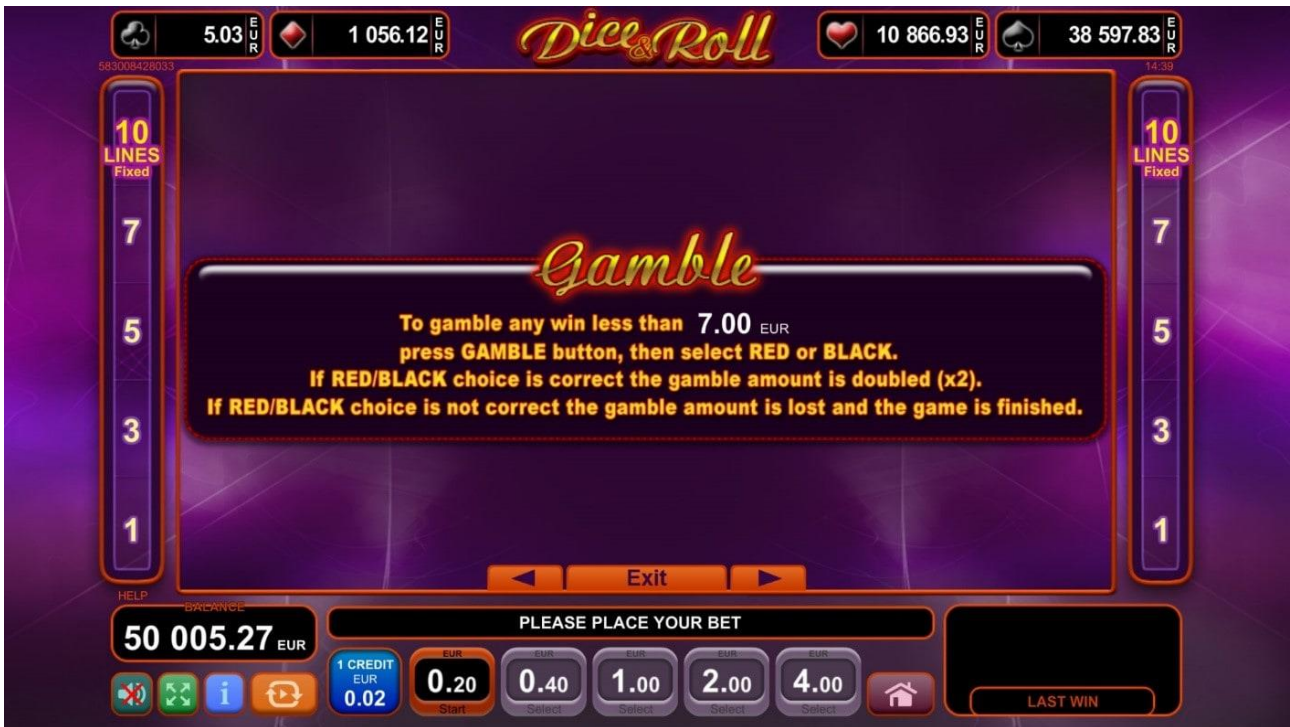 5.03 EUR
1 056.12 EUR
Dice & Roll
10 866.93 EUR
38 597.83 EUR
583008428033
14:39
10
LINES
Fixed
7
5
3
1
10
LINES
Fixed
7
5
3
1
Gamble
To gamble any win less than 7.00 EUR
press GAMBLE button, then select RED or BLACK.
If RED/BLACK choice is correct the gamble amount is doubled (x2).
If RED/BLACK choice is not correct the gamble amount is lost and the game is finished.
Exit
HELP
BALANCE
50 005.27 EUR
PLEASE PLACE YOUR BET
1 CREDIT
EUR
0.02
EUR
0.20
Start
EUR
0.40
Select
EUR
1.00
Select
EUR
2.00
Select
EUR
4.00
Select
LAST WIN
i